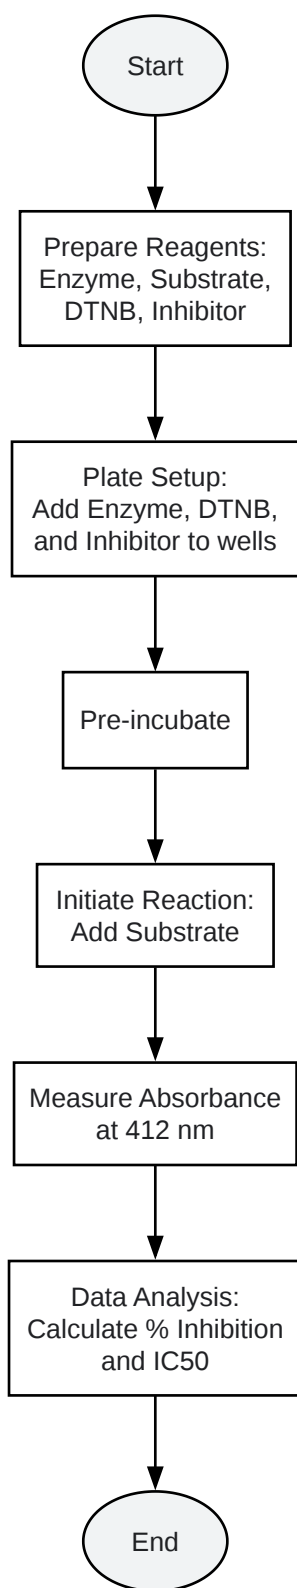 Start
Prepare Reagents:
Enzyme, Substrate,
DTNB, Inhibitor
Plate Setup:
Add Enzyme, DTNB,
and Inhibitor to wells
Pre-incubate
Initiate Reaction:
Add Substrate
Measure Absorbance
at 412 nm
Data Analysis:
Calculate % Inhibition
and IC50
End